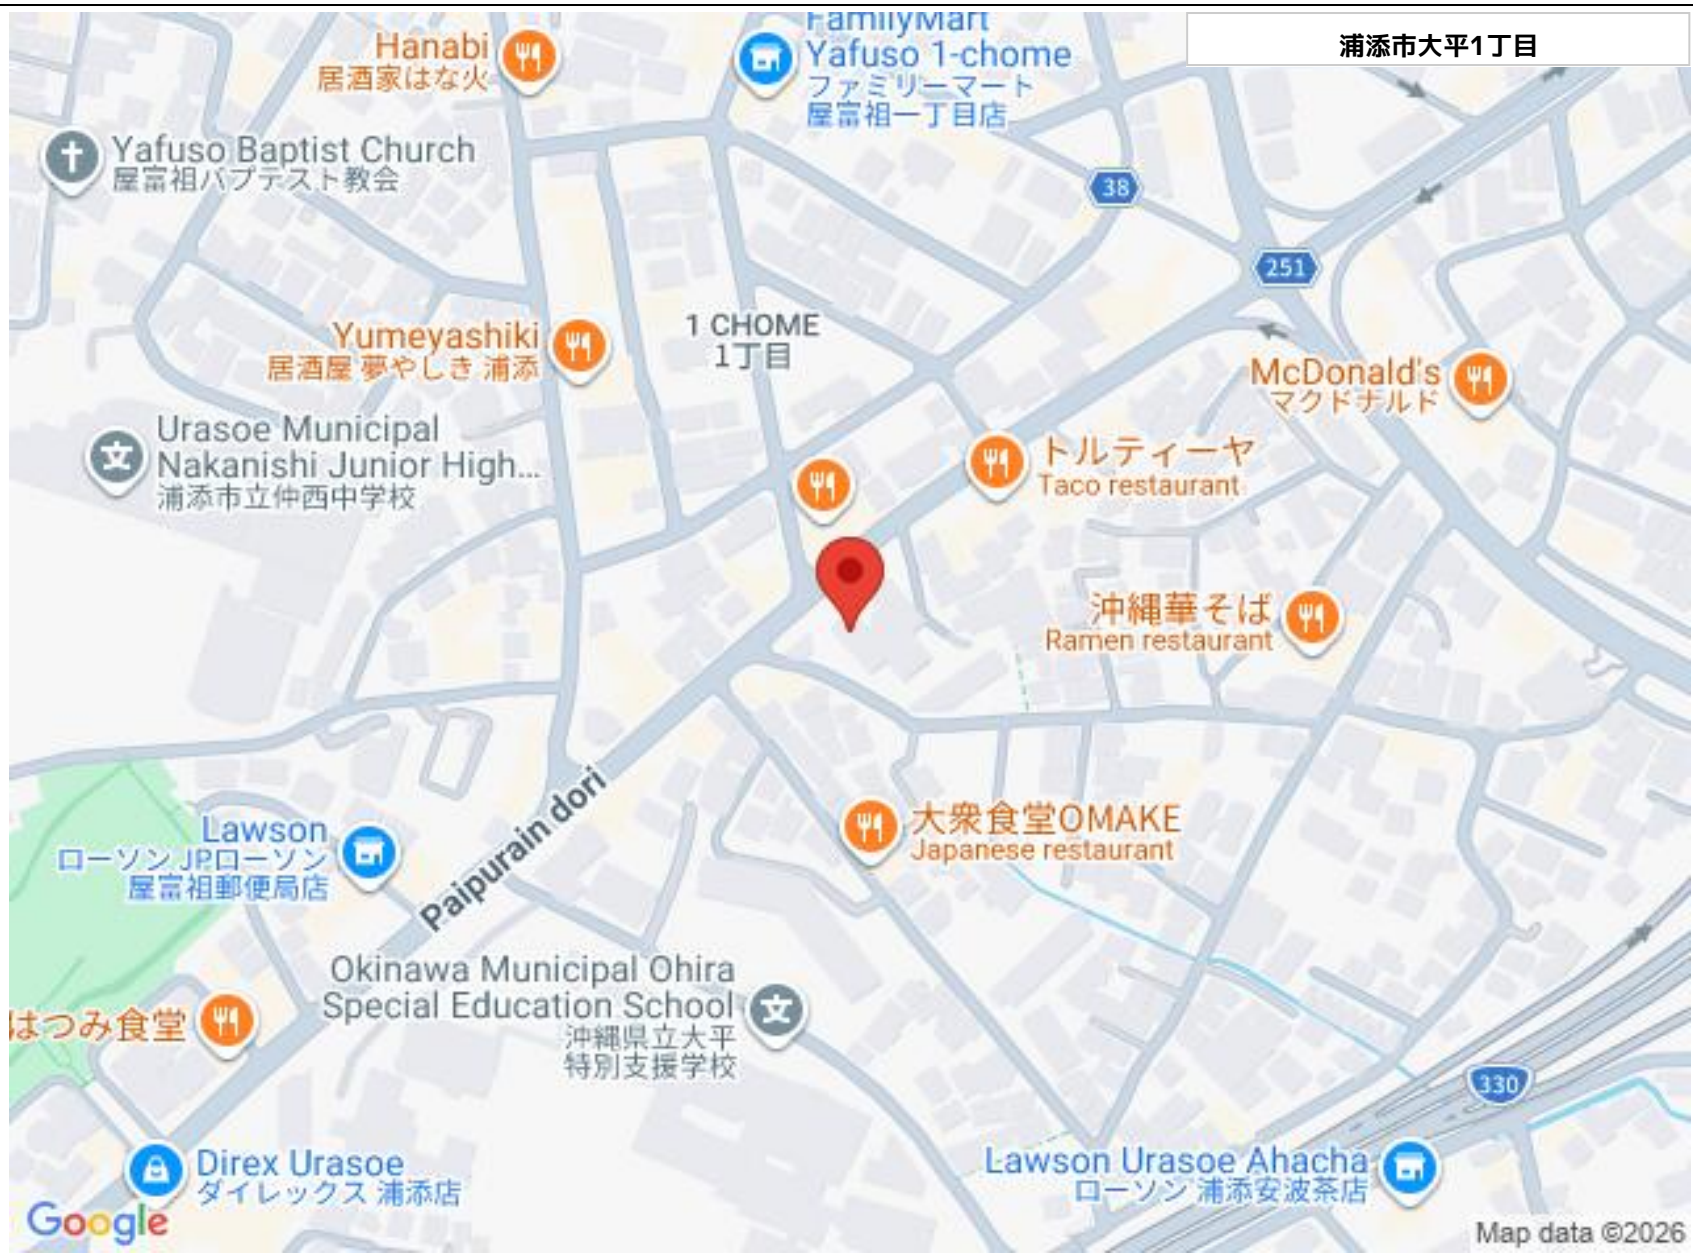 浦添市大平1丁目
FamilyMart
Yafuso 1-chome
ファミリーマート
屋富祖一丁目店
Hanabi
居酒家はな火
Yafuso Baptist Church
屋富祖バプテスト教会
38
251
1 CHOME
1丁目
Yumeyashiki
居酒屋 夢やしき 浦添
McDonald's
マクドナルド
Urasoe Municipal
Nakanishi Junior High...
浦添市立仲西中学校
トルティーヤ
Taco restaurant
沖縄華そば
Ramen restaurant
Paipurain dori
Lawson
ローソン JPローソン
屋富祖郵便局店
大衆食堂OMAKE
Japanese restaurant
Okinawa Municipal Ohira
Special Education School
沖縄県立大平
特別支援学校
はつみ食堂
330
Direx Urasoe
ダイレックス 浦添店
Lawson Urasoe Ahacha
ローソン 浦添安波茶店
Google
Map data ©2026